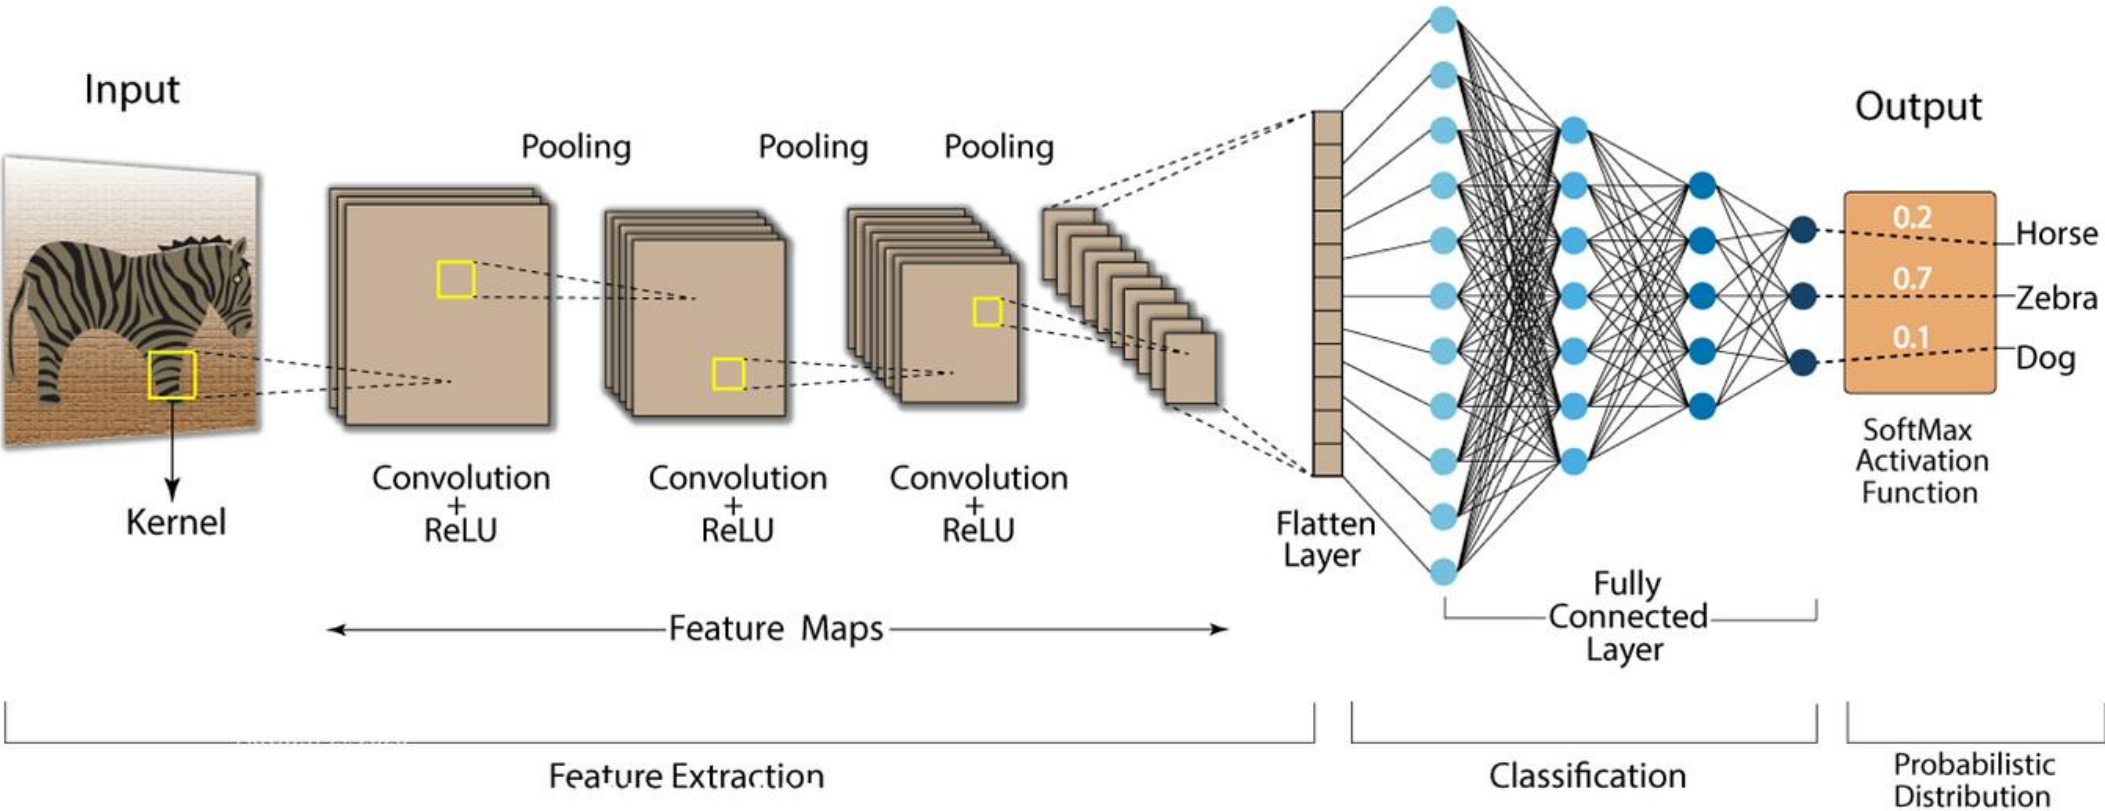 Input
Kernel
Pooling
Pooling
Pooling
Convolution
+
ReLU
Convolution
+
ReLU
Convolution
+
ReLU
Feature Maps
Flatten
Layer
Fully
Connected
Layer
Output
0.2
Horse
0.7
Zebra
0.1
Dog
SoftMax
Activation
Function
Feature Extraction
Classification
Probabilistic
Distribution